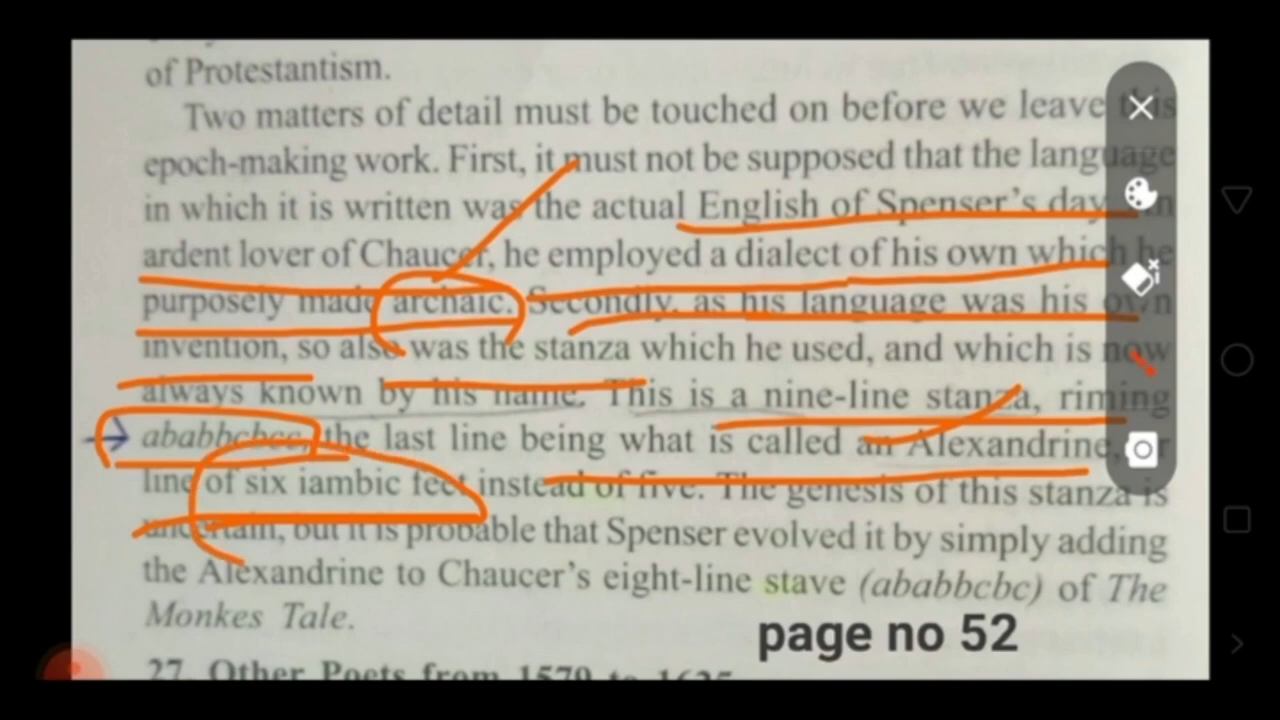 of Protestantism.
Two matters of detail must be touched on before we leave this
epoch-making work. First, it must not be supposed that the language
in which it is written was the actual English of Spenser's day. An
ardent lover of Chaucer, he employed a dialect of his own which he
purposely made archaic. Secondly, as his language was his own
invention, so also was the stanza which he used, and which is now
always known by his name. This is a nine-line stanza, riming
ababbcbcc, the last line being what is called an Alexandrine, or
line of six iambic feet instead of five. The genesis of this stanza is
uncertain, but it is probable that Spenser evolved it by simply adding
the Alexandrine to Chaucer's eight-line stave (ababbcbc) of The
Monkes Tale.
page no 52
27. Other Poets from 1579 to 1625